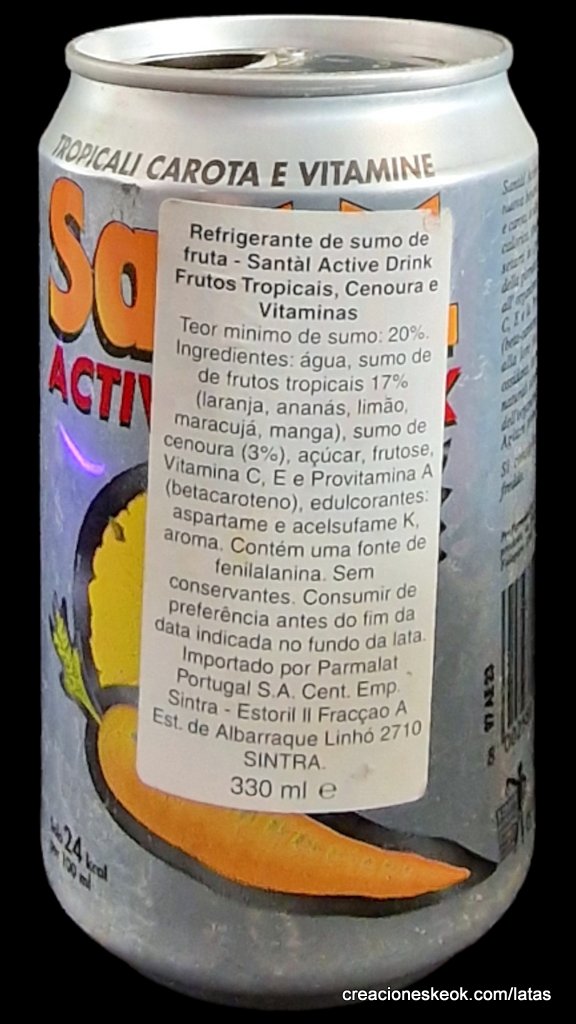 TROPICALI CAROTA E VITAMINE
Sa
ACTIV
Refrigerante de sumo de
fruta - Santàl Active Drink
Frutos Tropicais, Cenoura e
Vitaminas
Teor minimo de sumo: 20%.
Ingredientes: água, sumo de
de frutos tropicais 17%
(laranja, ananás, limão,
maracujá, manga), sumo de
cenoura (3%), açúcar, frutose,
Vitamina C, E e Provitamina A
(betacaroteno), edulcorantes:
aspartame e acelsufame K,
aroma. Contém uma fonte de
fenilalanina. Sem
conservantes. Consumir de
preferência antes do fim da
data indicada no fundo da lata.
Importado por Parmalat
Portugal S.A. Cent. Emp.
Sintra - Estoril II Fracçao A
Est. de Albarraque Linhó 2710
SINTRA.
330 ml ℮
24 kcal
per 100 ml
creacioneskeok.com/latas